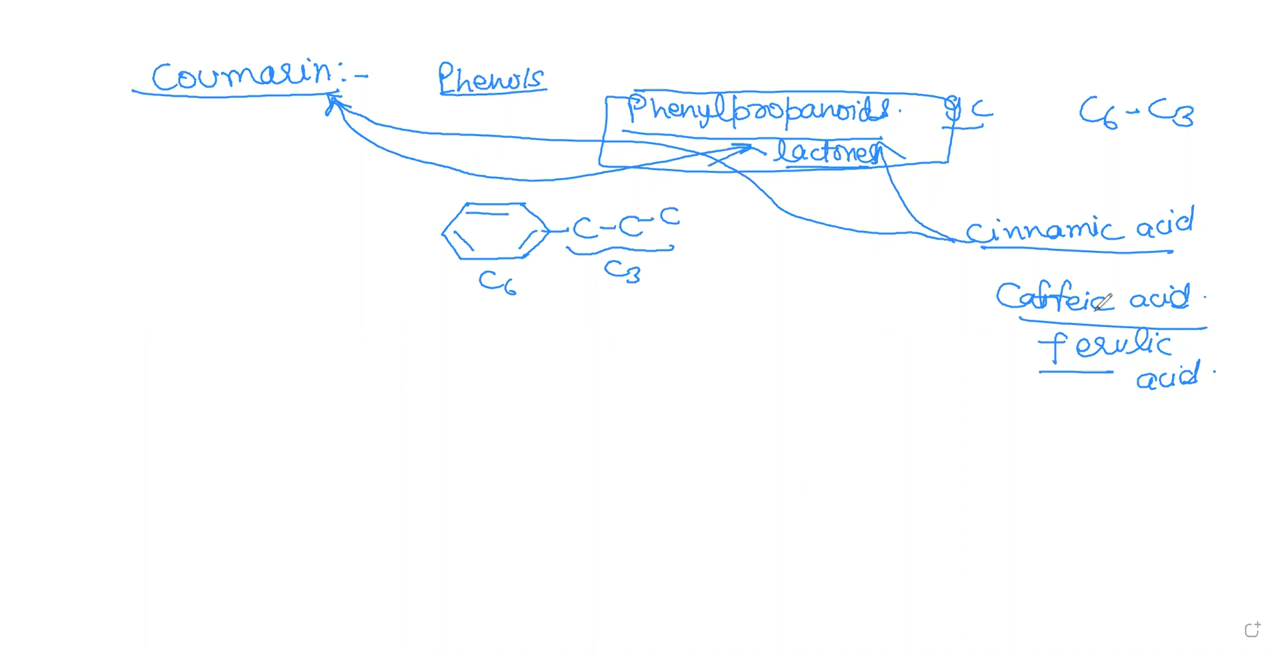 Coumarin:-
Phenols
Phenylpropanoids. 9C
C6-C3
lactones
C-C-C
C6
C3
Cinnamic acid
Caffeic acid.
ferulic
acid.